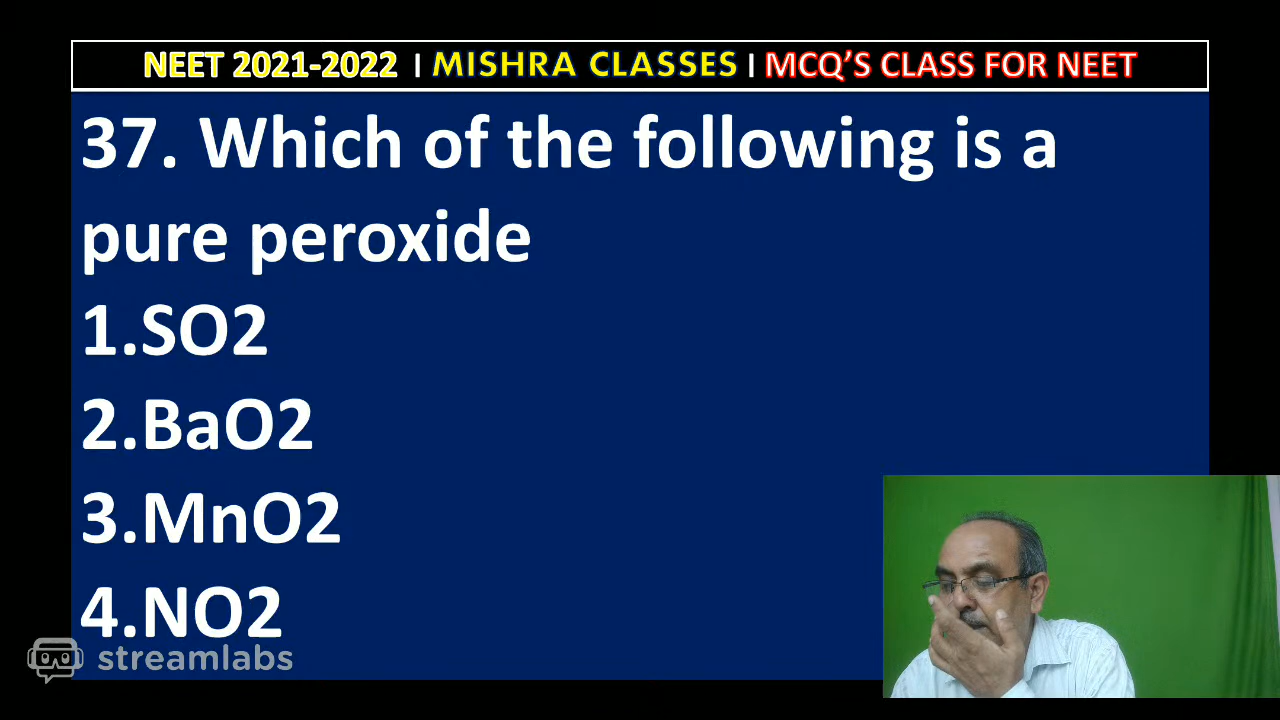 NEET 2021-2022 | MISHRA CLASSES | MCQ’S CLASS FOR NEET
37. Which of the following is a
pure peroxide
1.SO2
2.BaO2
3.MnO2
4.NO2
streamlabs